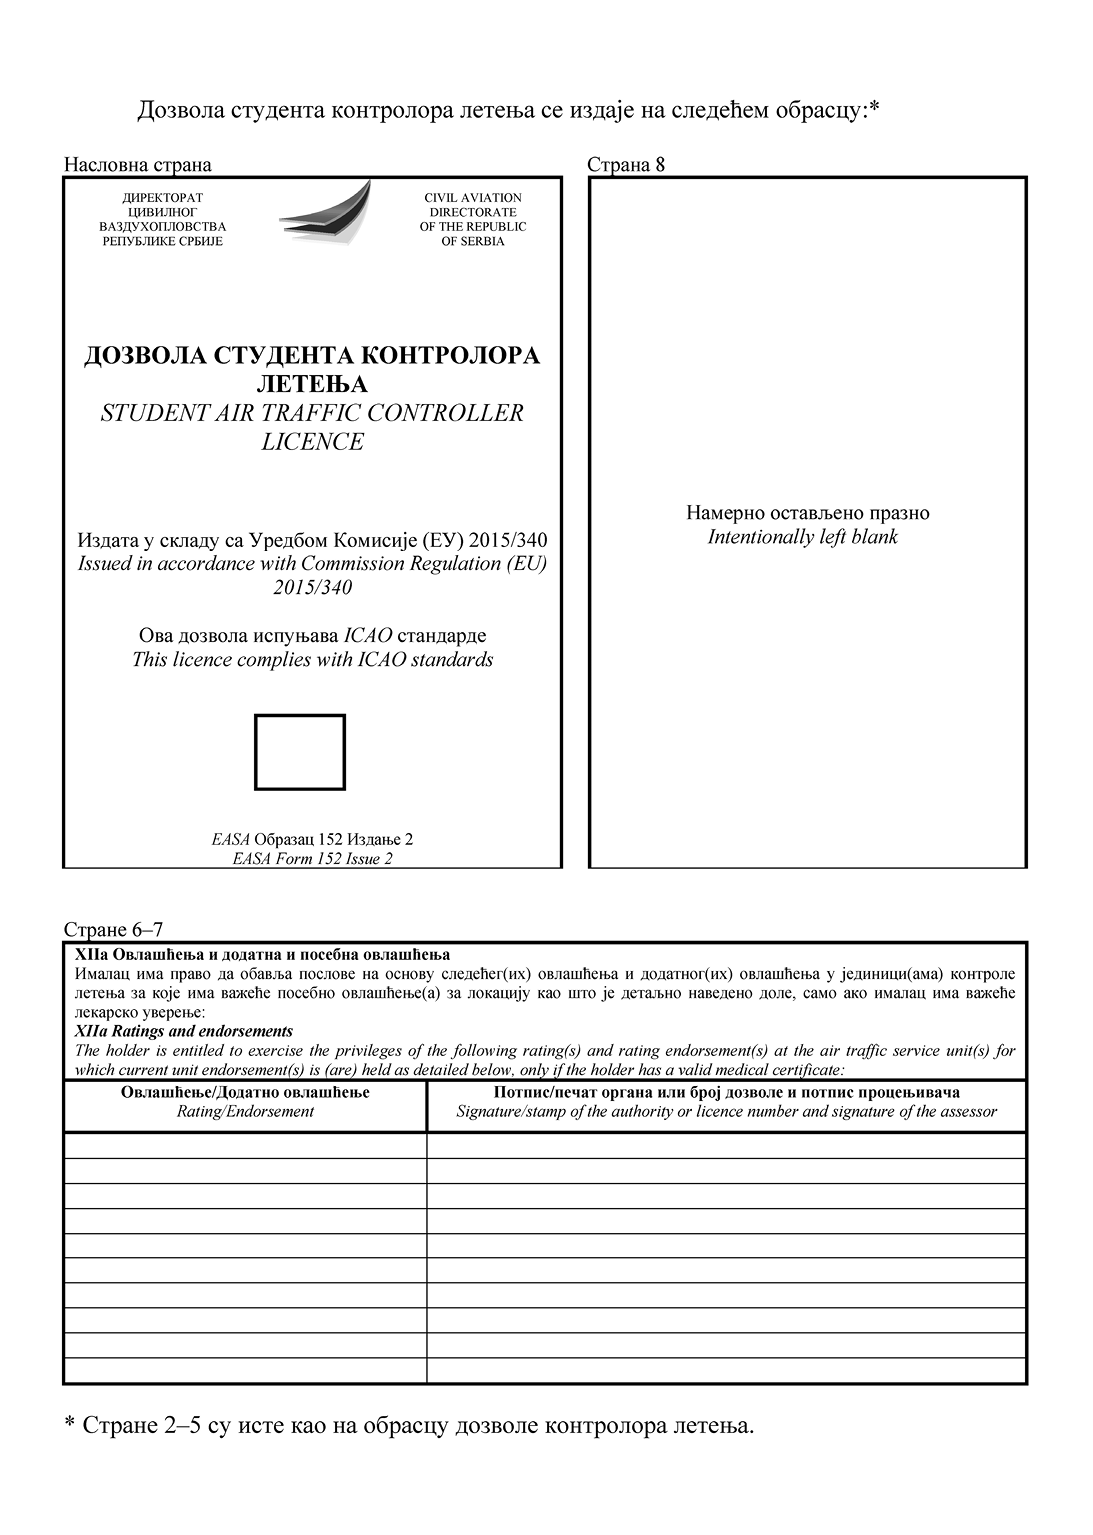 Дозвола студента контролора летења се издаје на следећем обрасцу:*
Насловна страна
ДИРЕКТОРАТ
ЦИВИЛНОГ
ВАЗДУХОПЛОВСТВА
РЕПУБЛИКЕ СРБИЈЕ
CIVIL AVIATION
DIRECTORATE
OF THE REPUBLIC
OF SERBIA
ДОЗВОЛА СТУДЕНТА КОНТРОЛОРА
ЛЕТЕЊА
STUDENT AIR TRAFFIC CONTROLLER
LICENCE
Издата у складу са Уредбом Комисије (ЕУ) 2015/340
Issued in accordance with Commission Regulation (EU)
2015/340
Ова дозвола испуњава ICAO стандарде
This licence complies with ICAO standards
EASA Образац 152 Издање 2
EASA Form 152 Issue 2
Страна 8
Намерно остављено празно
Intentionally left blank
Стране 6–7
XIIa Овлашћења и додатна и посебна овлашћења
Ималац има право да обавља послове на основу следећег(их) овлашћења и додатног(их) овлашћења у јединици(ама) контроле
летења за које има важеће посебно овлашћење(а) за локацију као што је детаљно наведено доле, само ако ималац има важеће
лекарско уверење:
XIIa Ratings and endorsements
The holder is entitled to exercise the privileges of the following rating(s) and rating endorsement(s) at the air traffic service unit(s) for
which current unit endorsement(s) is (are) held as detailed below, only if the holder has a valid medical certificate:
Овлашћење/Додатно овлашћење
Rating/Endorsement
Потпис/печат органа или број дозволе и потпис процењивача
Signature/stamp of the authority or licence number and signature of the assessor
* Стране 2–5 су исте као на обрасцу дозволе контролора летења.